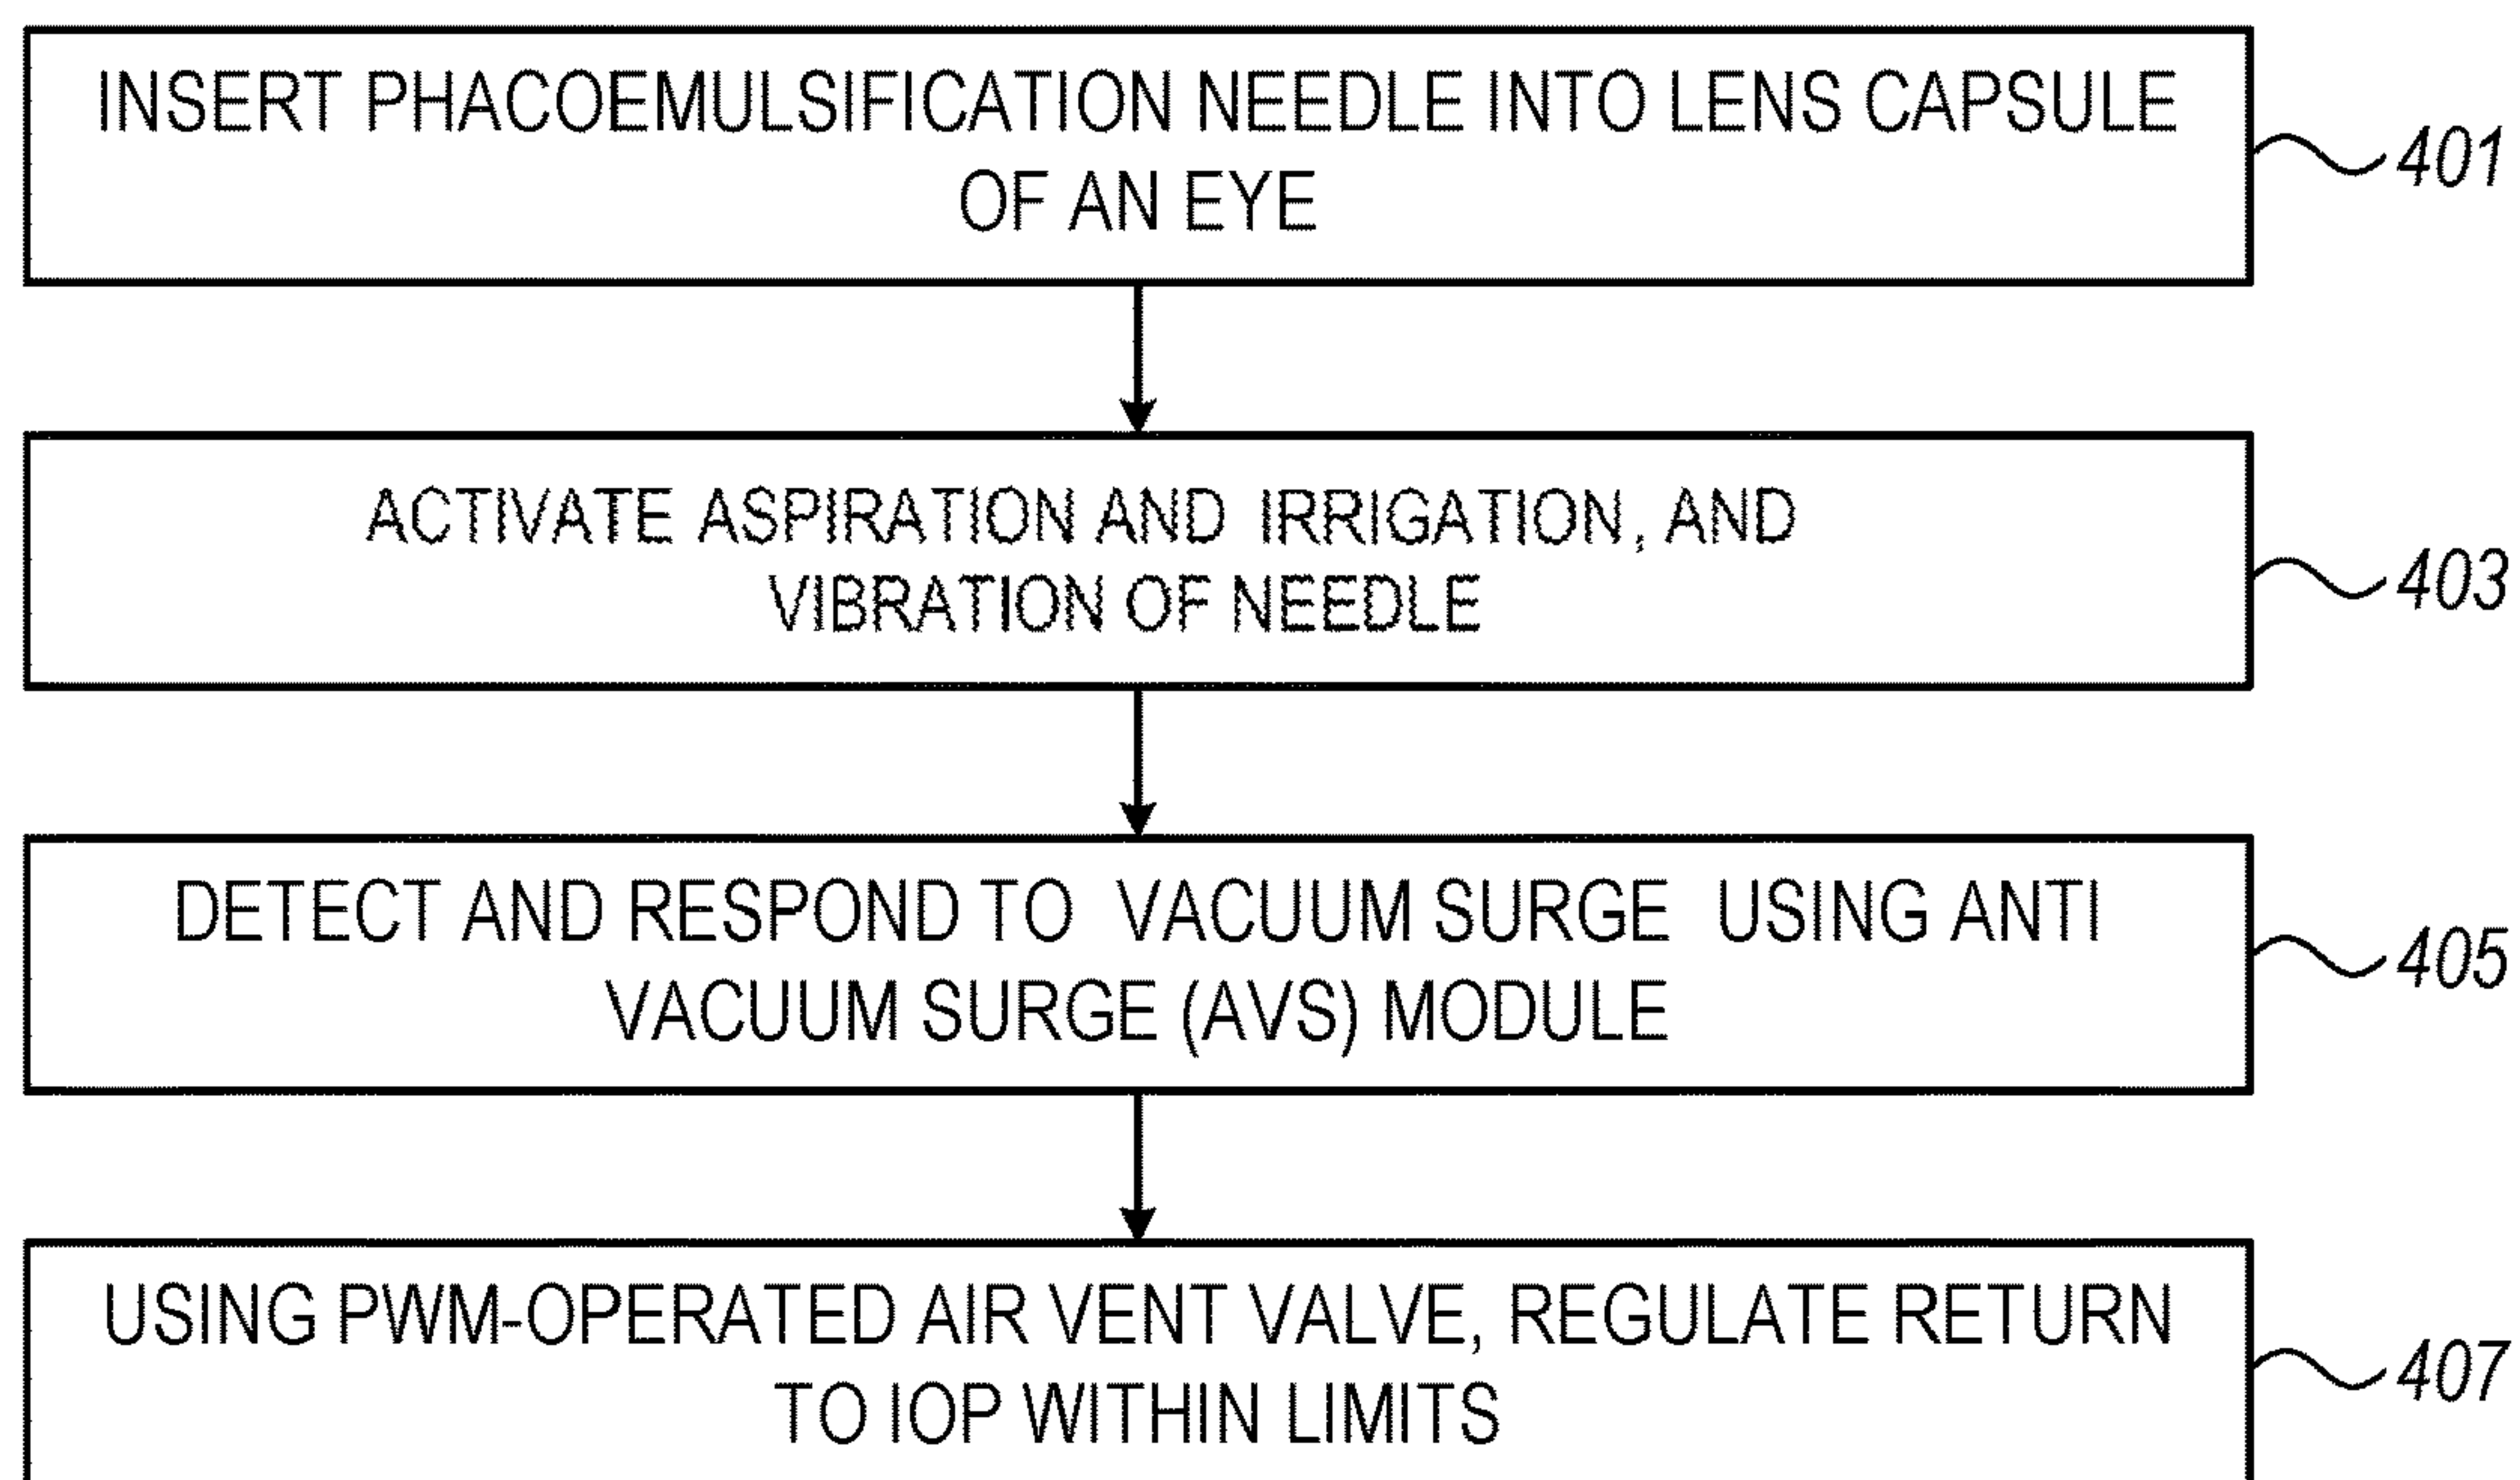 INSERT PHACOEMULSIFICATION NEEDLE INTO LENS CAPSULE
OF AN EYE
401
ACTIVATE ASPIRATION AND IRRIGATION, AND
VIBRATION OF NEEDLE
403
DETECT AND RESPOND TO VACUUM SURGE USING ANTI
VACUUM SURGE (AVS) MODULE
405
USING PWM-OPERATED AIR VENT VALVE, REGULATE RETURN
TO IOP WITHIN LIMITS
407